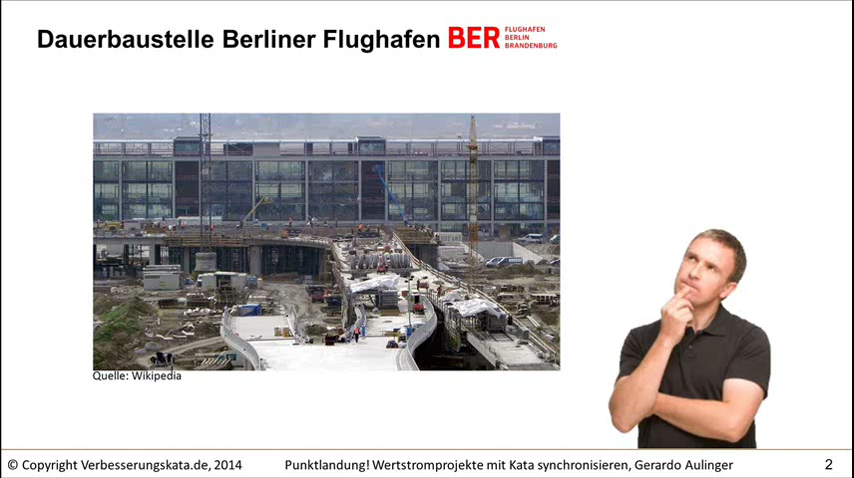 Dauerbaustelle Berliner Flughafen BER
FLUGHAFEN
BERLIN
BRANDENBURG
Quelle: Wikipedia
© Copyright Verbesserungskata.de, 2014 Punktlandung! Wertstromprojekte mit Kata synchronisieren, Gerardo Aulinger 2